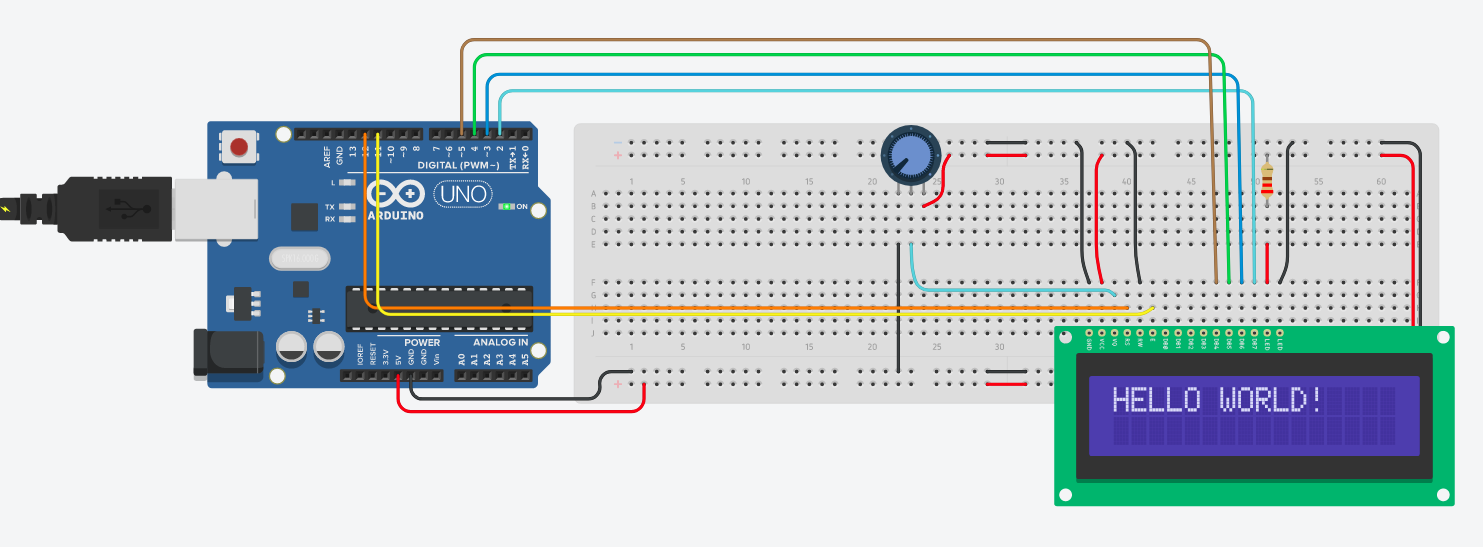 AREF
GND
13
12
~11
~10
~9
8
7
~6
~5
4
~3
2
TX→1
RX←0
DIGITAL (PWM~)
L
TX
RX
UNO
ON
ARDUINO
IOREF
RESET
3.3V
5V
GND
GND
Vin
POWER
ANALOG IN
A0
A1
A2
A3
A4
A5
1 5 10 15 20 25 30 35 40 45 55 60
A
B
C
D
E
F
G
J
1 5 10 15 20 25 30
GND VCC VO RS RW E DB0 DB1 DB2 DB3 DB4 DB5 DB6 DB7 LED LED
HELLO WORLD!